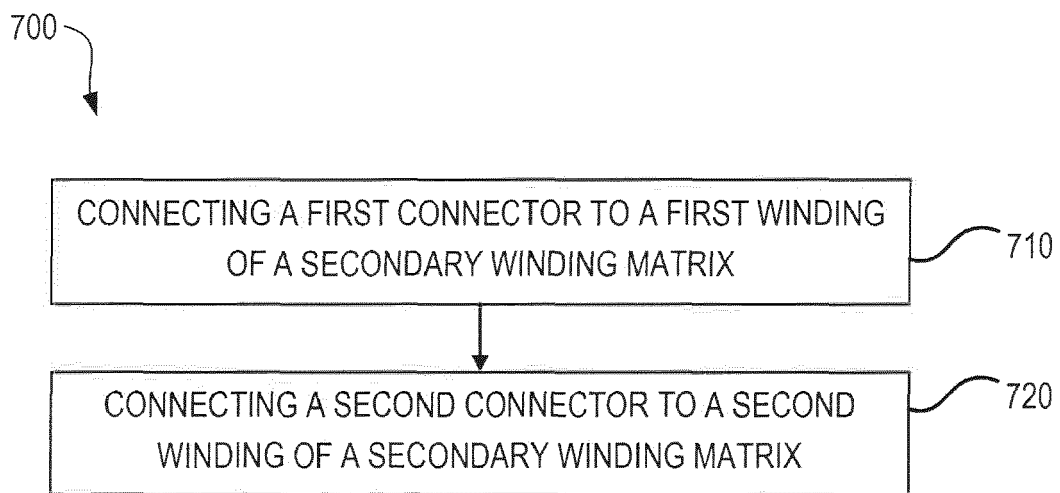 700
CONNECTING A FIRST CONNECTOR TO A FIRST WINDING
OF A SECONDARY WINDING MATRIX
710
CONNECTING A SECOND CONNECTOR TO A SECOND
WINDING OF A SECONDARY WINDING MATRIX
720